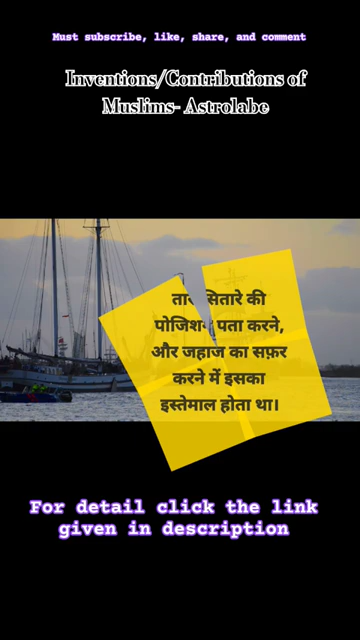 Must subscribe, like, share, and comment
Inventions/Contributions of
Muslims- Astrolabe
सितारे की
पता करने,
और जहाज का सफ़र
करने में इसका
इस्तेमाल होता था।
For detail click the link
given in description